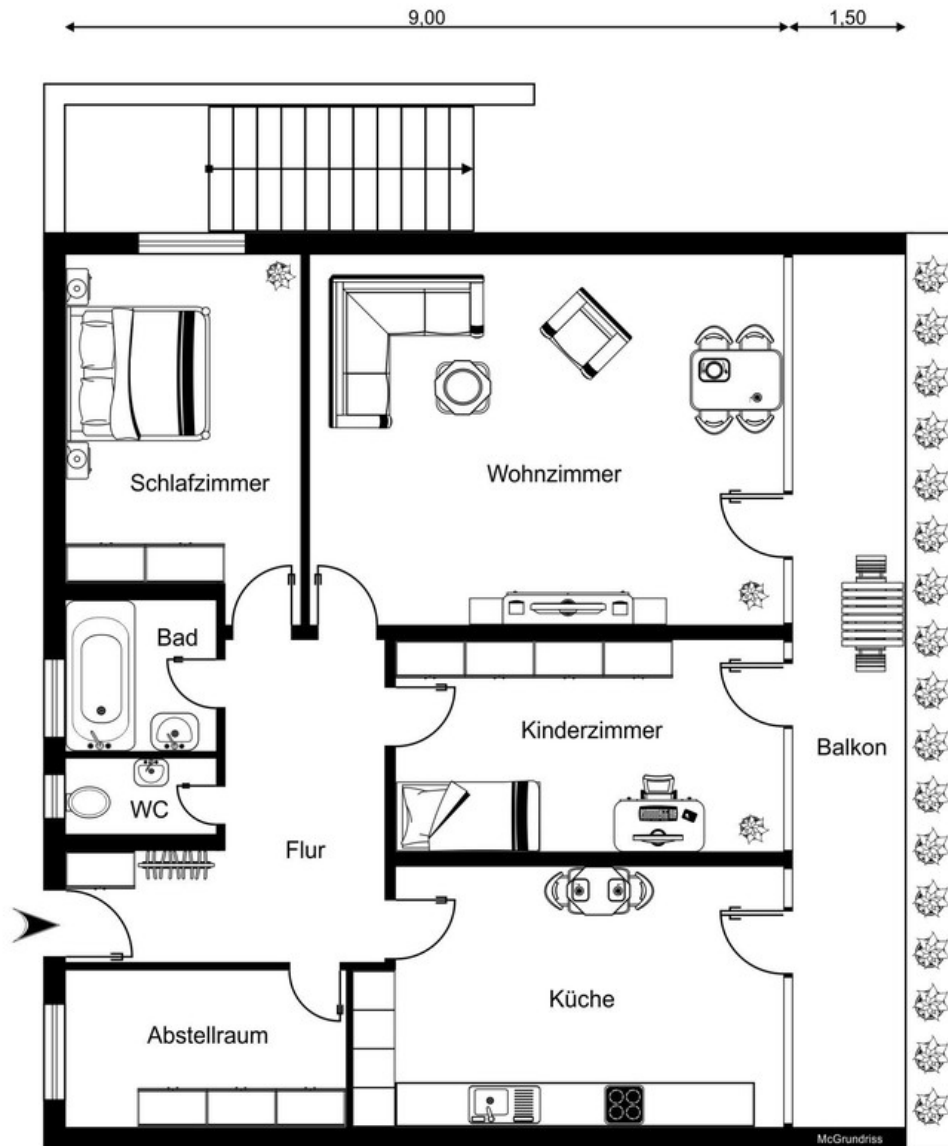 9,00
1,50
Schlafzimmer
Wohnzimmer
Bad
Kinderzimmer
Balkon
WC
Flur
Küche
Abstellraum
McGrundriss